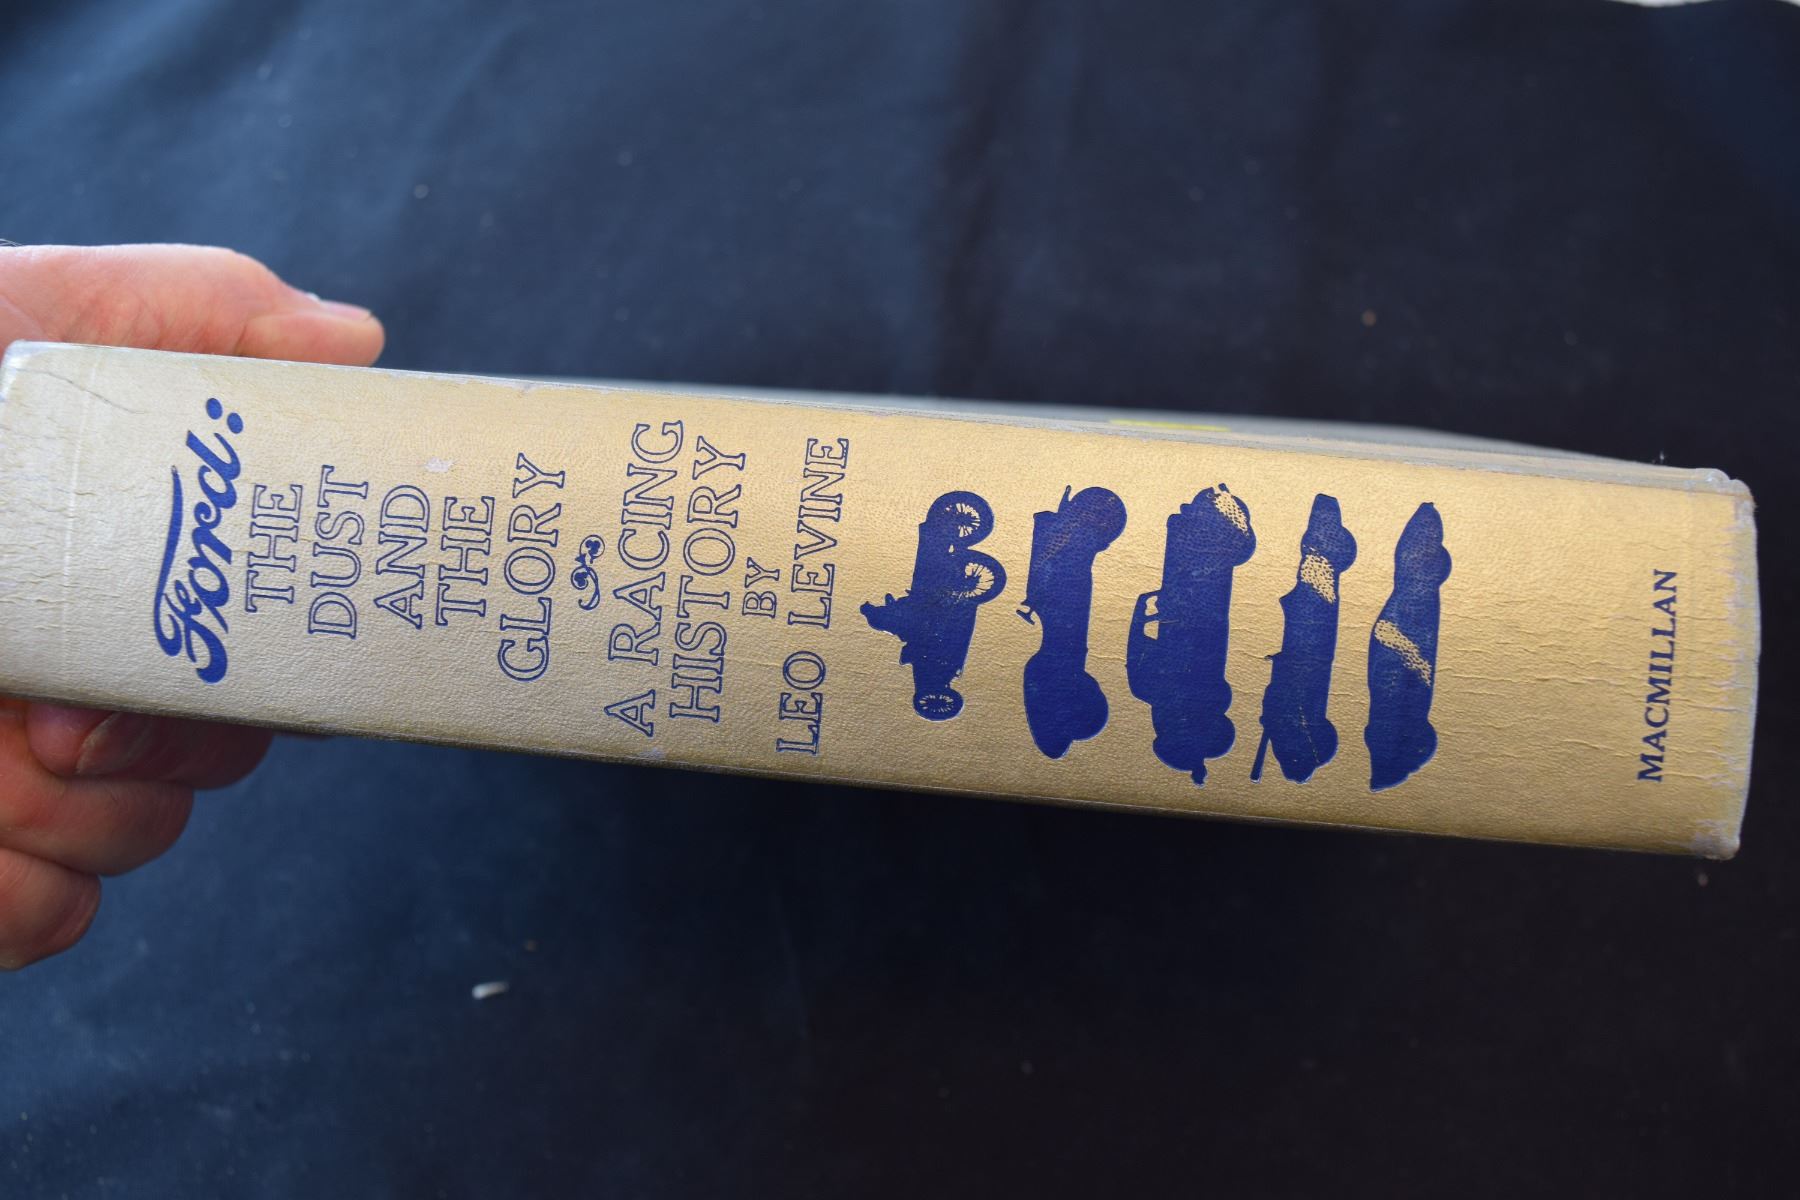 Ford:
THE
DUST
AND
THE
GLORY
A RACING
HISTORY
BY
LEO LEVINE
MACMILLAN